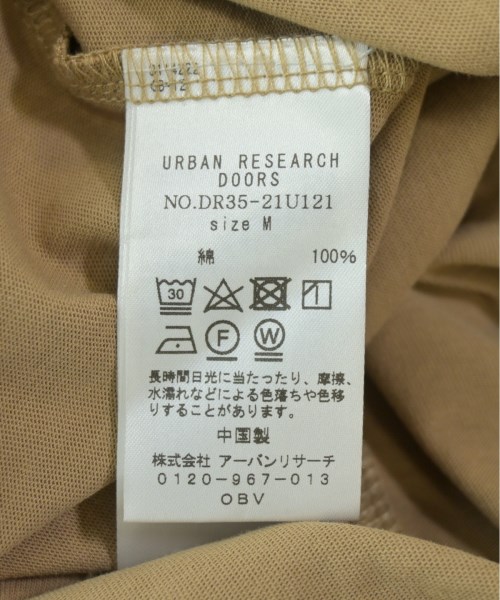 URBAN RESEARCH
DOORS
NO.DR35-21U121
size M
綿 100%
30
F W
長時間日光に当たったり、摩擦、
水濡れなどによる色落ちや色移
りすることがあります。
中国製
株式会社 アーバンリサーチ
0120-967-013
OBV